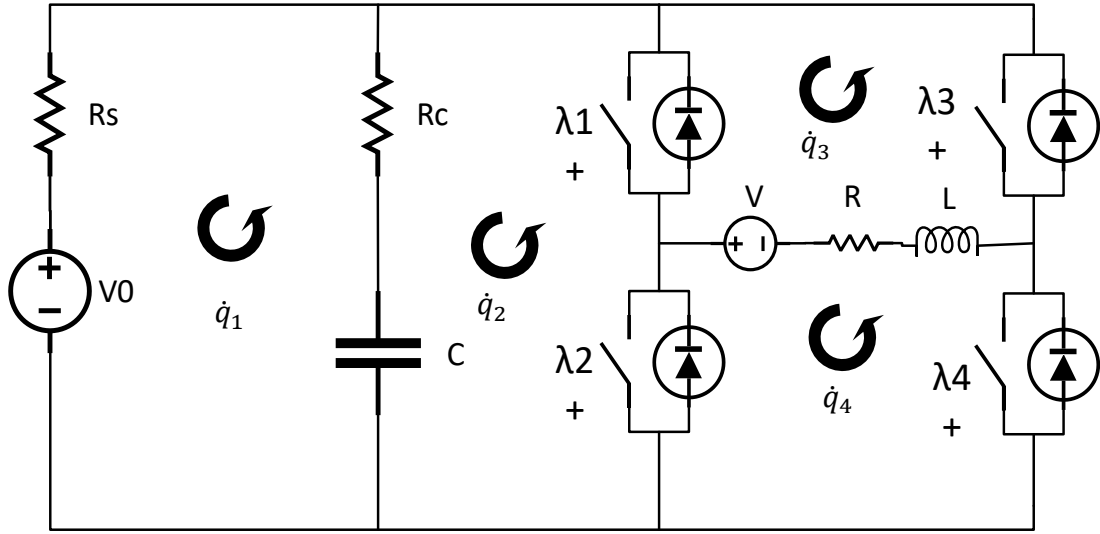 Rs
Rc
λ1
+
q̇₃
λ3
+
V
R
L
+ -
+
-
V0
q̇₁
q̇₂
C
λ2
+
q̇₄
λ4
+